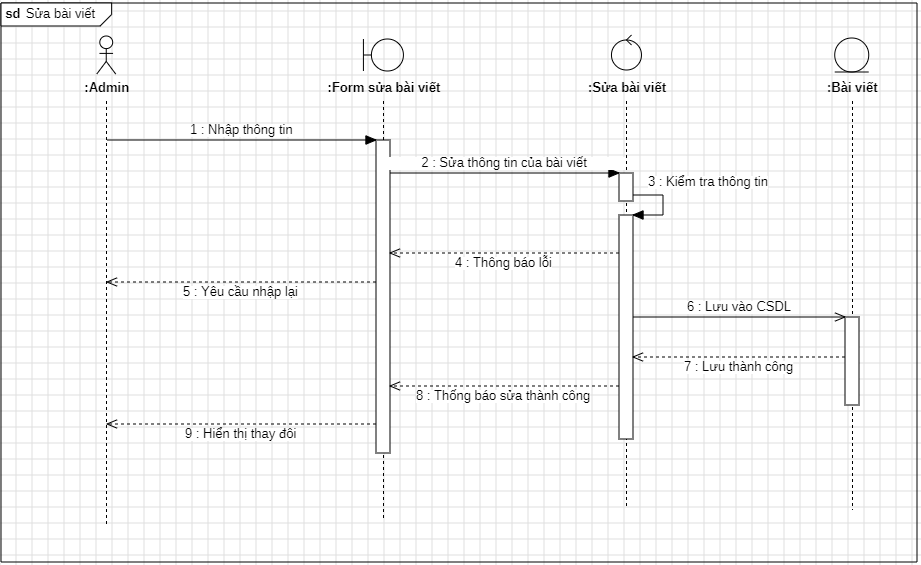 sd Sửa bài viết
:Admin
:Form sửa bài viết
:Sửa bài viết
:Bài viết
1 : Nhập thông tin
2 : Sửa thông tin của bài viết
3 : Kiểm tra thông tin
4 : Thông báo lỗi
5 : Yêu cầu nhập lại
6 : Lưu vào CSDL
7 : Lưu thành công
8 : Thống báo sửa thành công
9 : Hiển thị thay đôi